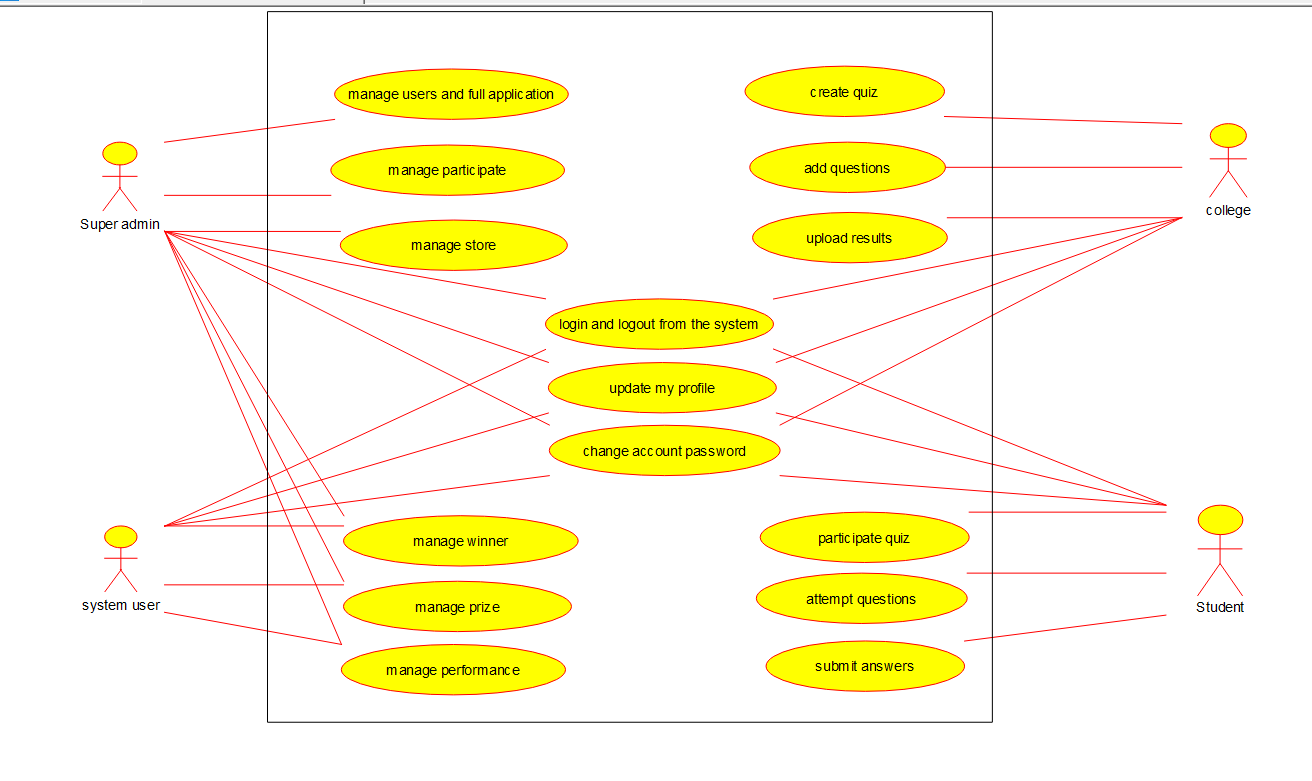 manage users and full application
create quiz
manage participate
add questions
Super admin
college
manage store
upload results
login and logout from the system
update my profile
change account password
manage winner
participate quiz
system user
manage prize
attempt questions
Student
manage performance
submit answers